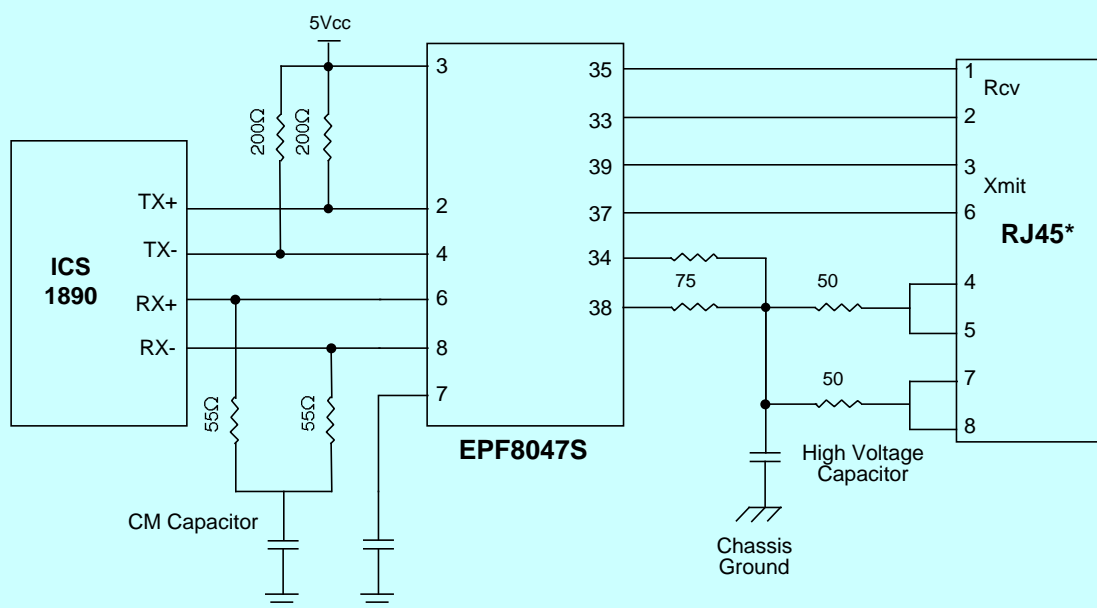 5Vcc
200Ω
200Ω
ICS
1890
TX+
TX-
RX+
RX-
55Ω
55Ω
CM Capacitor
3
2
4
6
8
7
EPF8047S
35
33
39
37
34
38
75
50
50
High Voltage
Capacitor
Chassis
Ground
1
Rcv
2
3
Xmit
6
RJ45*
4
5
7
8